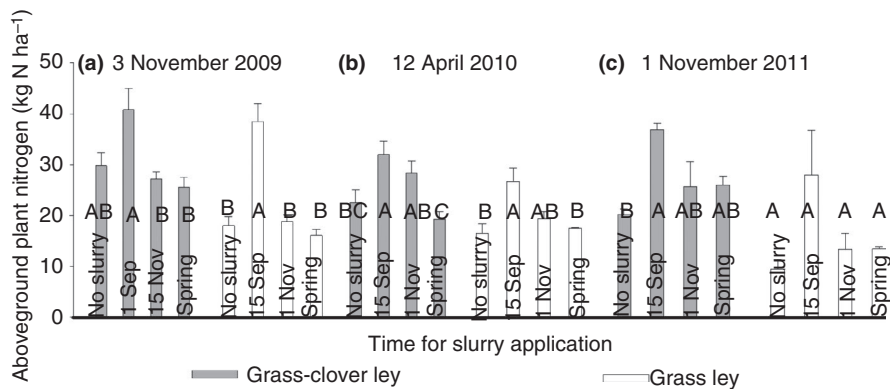 (a) 3 November 2009 (b) 12 April 2010 (c) 1 November 2011
Aboveground plant nitrogen (kg N ha⁻¹)
50
40
30
20
10
0
AB A B B B A B B BC A AB C B A AB B B A AB AB A A A A
No slurry 1 Sep 15 Nov Spring No slurry 15 Sep 1 Nov Spring No slurry 15 Sep 1 Nov Spring No slurry 15 Sep 1 Nov Spring No slurry 15 Sep 1 Nov Spring No slurry 15 Sep 1 Nov Spring
Time for slurry application
Grass-clover ley Grass ley